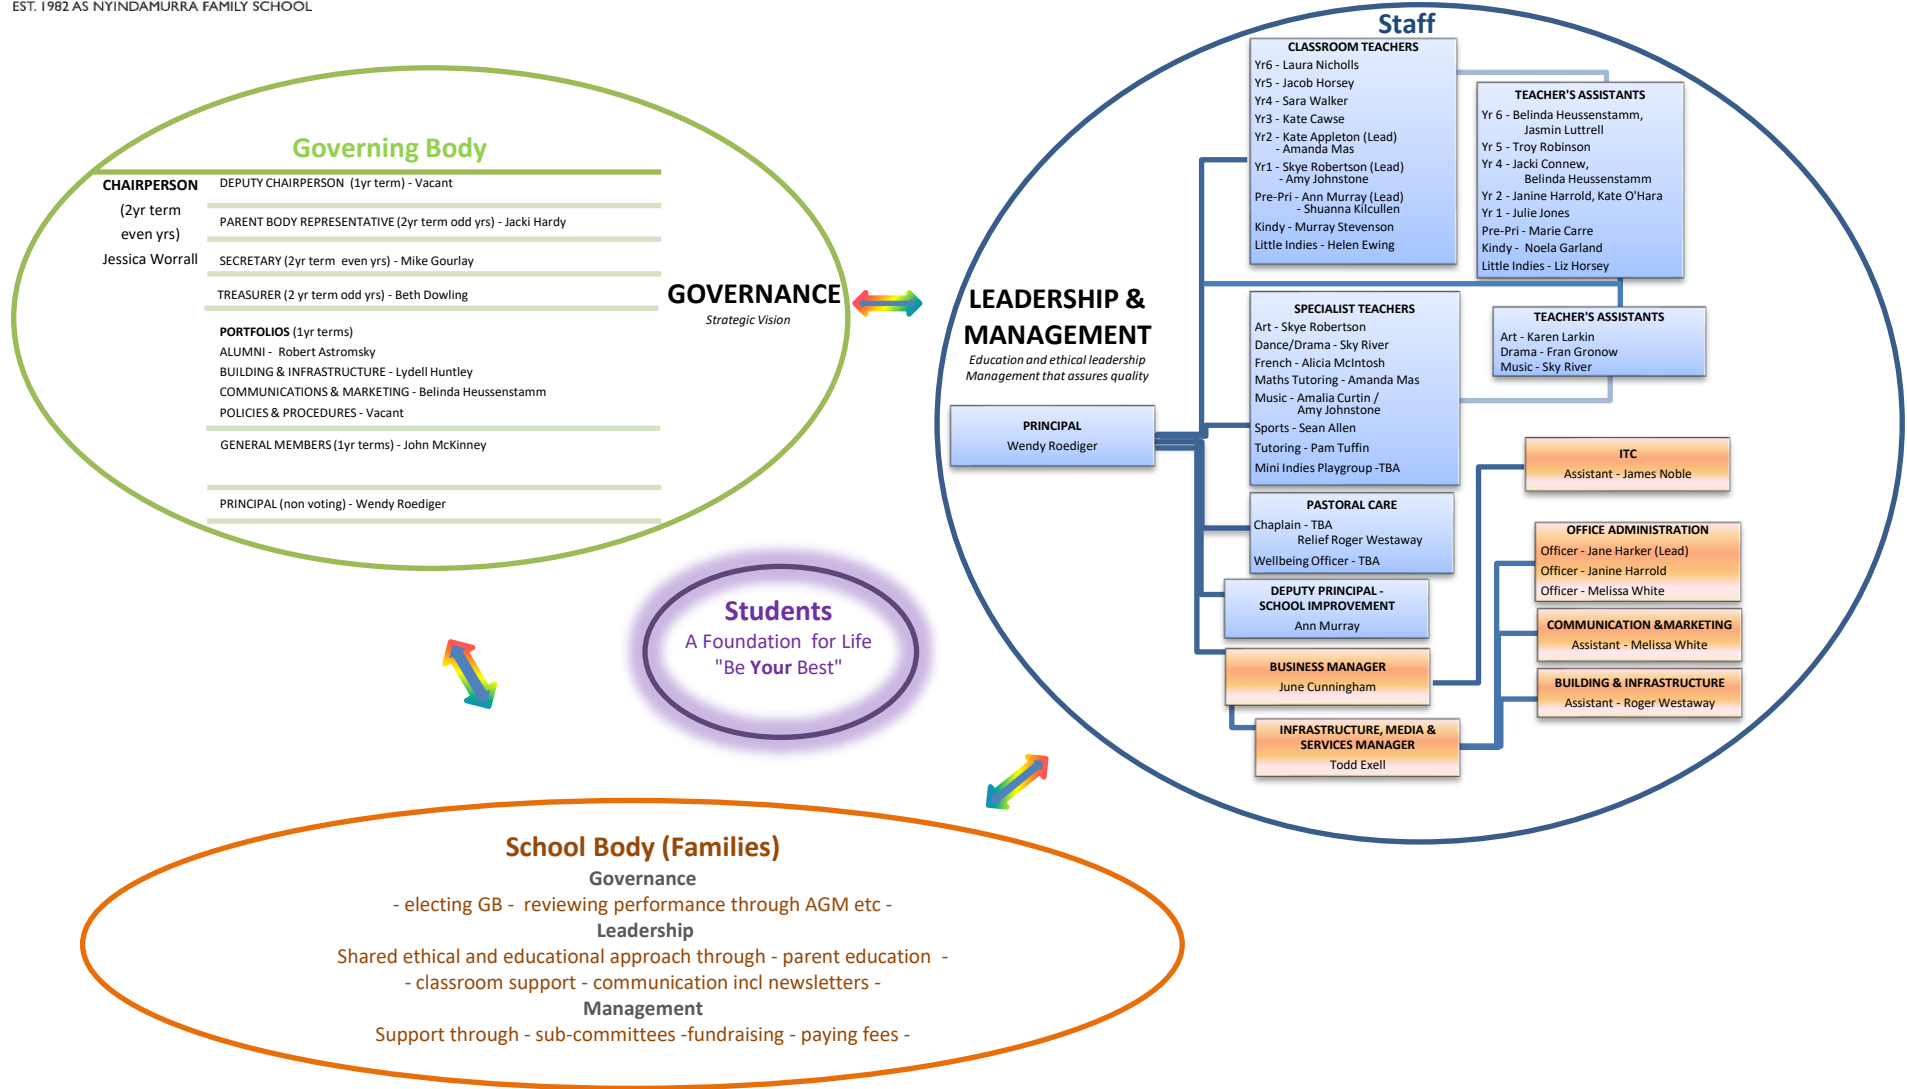 EST. 1982 AS NYINDAMURRA FAMILY SCHOOL
Governing Body
CHAIRPERSON
(2yr term
even yrs)
Jessica Worrall
DEPUTY CHAIRPERSON (1yr term) - Vacant
PARENT BODY REPRESENTATIVE (2yr term odd yrs) - Jacki Hardy
SECRETARY (2yr term even yrs) - Mike Gourlay
TREASURER (2 yr term odd yrs) - Beth Dowling
PORTFOLIOS (1yr terms)
ALUMNI - Robert Astromsky
BUILDING & INFRASTRUCTURE - Lydell Huntley
COMMUNICATIONS & MARKETING - Belinda Heussenstamm
POLICIES & PROCEDURES - Vacant
GENERAL MEMBERS (1yr terms) - John McKinney
PRINCIPAL (non voting) - Wendy Roediger
GOVERNANCE
Strategic Vision
Staff
LEADERSHIP &
MANAGEMENT
Education and ethical leadership
Management that assures quality
PRINCIPAL
Wendy Roediger
CLASSROOM TEACHERS
Yr6 - Laura Nicholls
Yr5 - Jacob Horsey
Yr4 - Sara Walker
Yr3 - Kate Cawse
Yr2 - Kate Appleton (Lead)
- Amanda Mas
Yr1 - Skye Robertson (Lead)
- Amy Johnstone
Pre-Pri - Ann Murray (Lead)
- Shuanna Kilcullen
Kindy - Murray Stevenson
Little Indies - Helen Ewing
TEACHER'S ASSISTANTS
Yr 6 - Belinda Heussenstamm,
Jasmin Luttrell
Yr 5 - Troy Robinson
Yr 4 - Jacki Connew,
Belinda Heussenstamm
Yr 2 - Janine Harrold, Kate O'Hara
Yr 1 - Julie Jones
Pre-Pri - Marie Carre
Kindy - Noela Garland
Little Indies - Liz Horsey
SPECIALIST TEACHERS
Art - Skye Robertson
Dance/Drama - Sky River
French - Alicia McIntosh
Maths Tutoring - Amanda Mas
Music - Amalia Curtin /
Amy Johnstone
Sports - Sean Allen
Tutoring - Pam Tuffin
Mini Indies Playgroup -TBA
TEACHER'S ASSISTANTS
Art - Karen Larkin
Drama - Fran Gronow
Music - Sky River
PASTORAL CARE
Chaplain - TBA
Relief Roger Westaway
Wellbeing Officer - TBA
DEPUTY PRINCIPAL -
SCHOOL IMPROVEMENT
Ann Murray
BUSINESS MANAGER
June Cunningham
INFRASTRUCTURE, MEDIA &
SERVICES MANAGER
Todd Exell
ITC
Assistant - James Noble
OFFICE ADMINISTRATION
Officer - Jane Harker (Lead)
Officer - Janine Harrold
Officer - Melissa White
COMMUNICATION &MARKETING
Assistant - Melissa White
BUILDING & INFRASTRUCTURE
Assistant - Roger Westaway
Students
A Foundation for Life
"Be Your Best"
School Body (Families)
Governance
- electing GB - reviewing performance through AGM etc -
Leadership
Shared ethical and educational approach through - parent education -
- classroom support - communication incl newsletters -
Management
Support through - sub-committees -fundraising - paying fees -